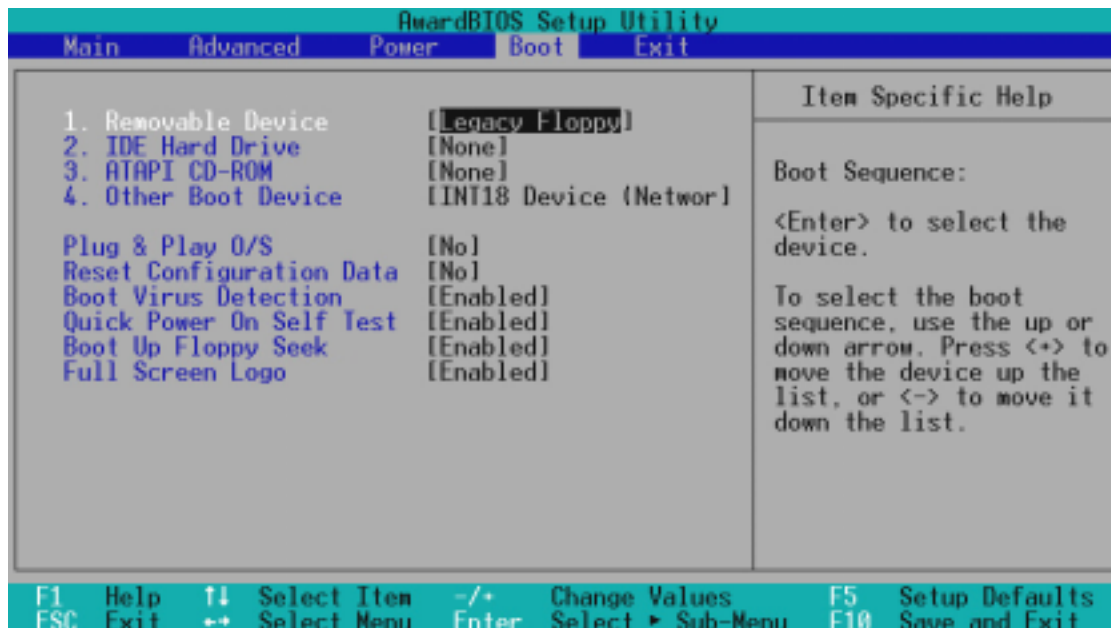 AwardBIOS Setup Utility
Main Advanced Power Boot Exit
1. Removable Device [Legacy Floppy]
2. IDE Hard Drive [None]
3. ATAPI CD-ROM [None]
4. Other Boot Device [INT18 Device (Networ]
Plug & Play O/S [No]
Reset Configuration Data [No]
Boot Virus Detection [Enabled]
Quick Power On Self Test [Enabled]
Boot Up Floppy Seek [Enabled]
Full Screen Logo [Enabled]
Item Specific Help
Boot Sequence:
<Enter> to select the
device.
To select the boot
sequence, use the up or
down arrow. Press <+> to
move the device up the
list, or <-> to move it
down the list.
F1 Help ↑↓ Select Item -/+ Change Values F5 Setup Defaults
ESC Exit ←→ Select Menu Enter Select ► Sub-Menu F10 Save and Exit